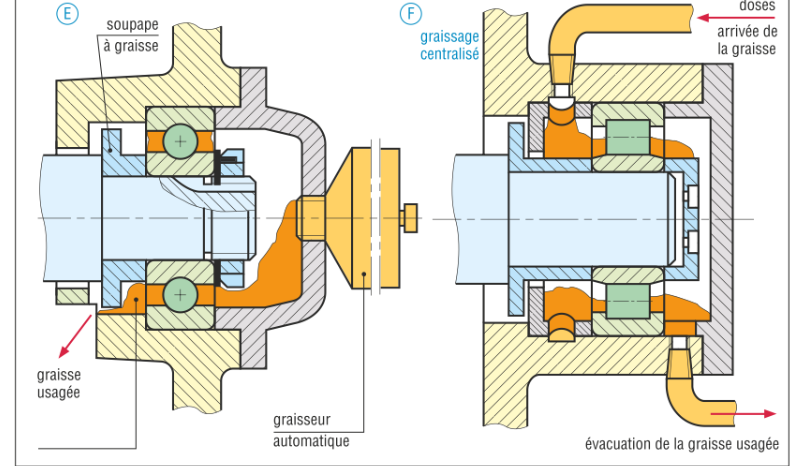 E
soupape
à graisse
graisse
usagée
graisseur
automatique
F
graissage
centralisé
doses
arrivée de
la graisse
évacuation de la graisse usagée